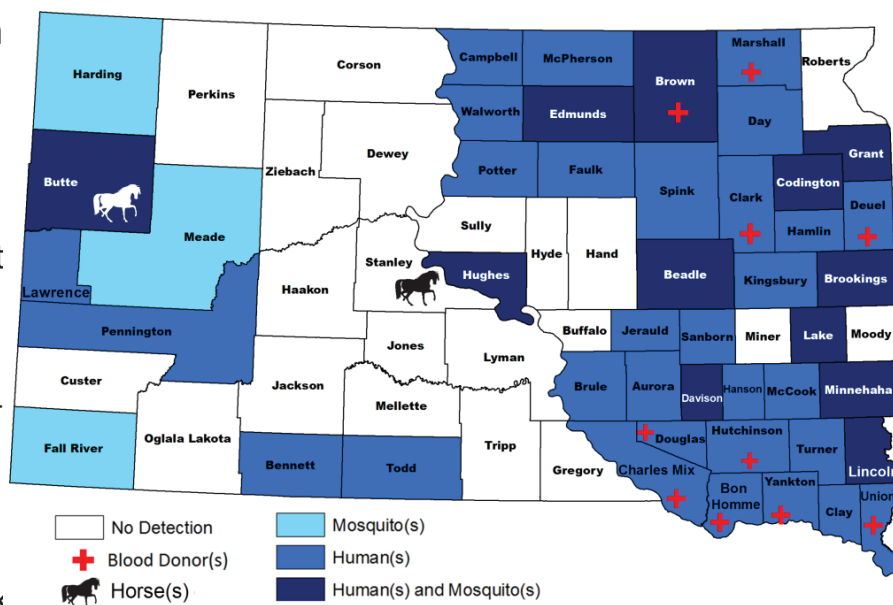 Harding
Perkins
Corson
Campbell
McPherson
Brown
Marshall
Roberts
Walworth
Edmunds
Day
Butte
Ziebach
Dewey
Potter
Faulk
Spink
Clark
Codington
Grant
Deuel
Meade
Sully
Hyde
Hand
Hamlin
Stanley
Hughes
Beadle
Kingsbury
Brookings
Lawrence
Haakon
Pennington
Jones
Lyman
Buffalo
Jerauld
Sanborn
Miner
Lake
Moody
Custer
Jackson
Mellette
Brule
Aurora
Davison
Hanson
McCook
Minnehaha
Fall River
Oglala Lakota
Bennett
Todd
Tripp
Gregory
Douglas
Hutchinson
Turner
Lincoln
Charles Mix
Bon
Homme
Yankton
Clay
Union
No Detection
Mosquito(s)
Blood Donor(s)
Human(s)
Horse(s)
Human(s) and Mosquito(s)